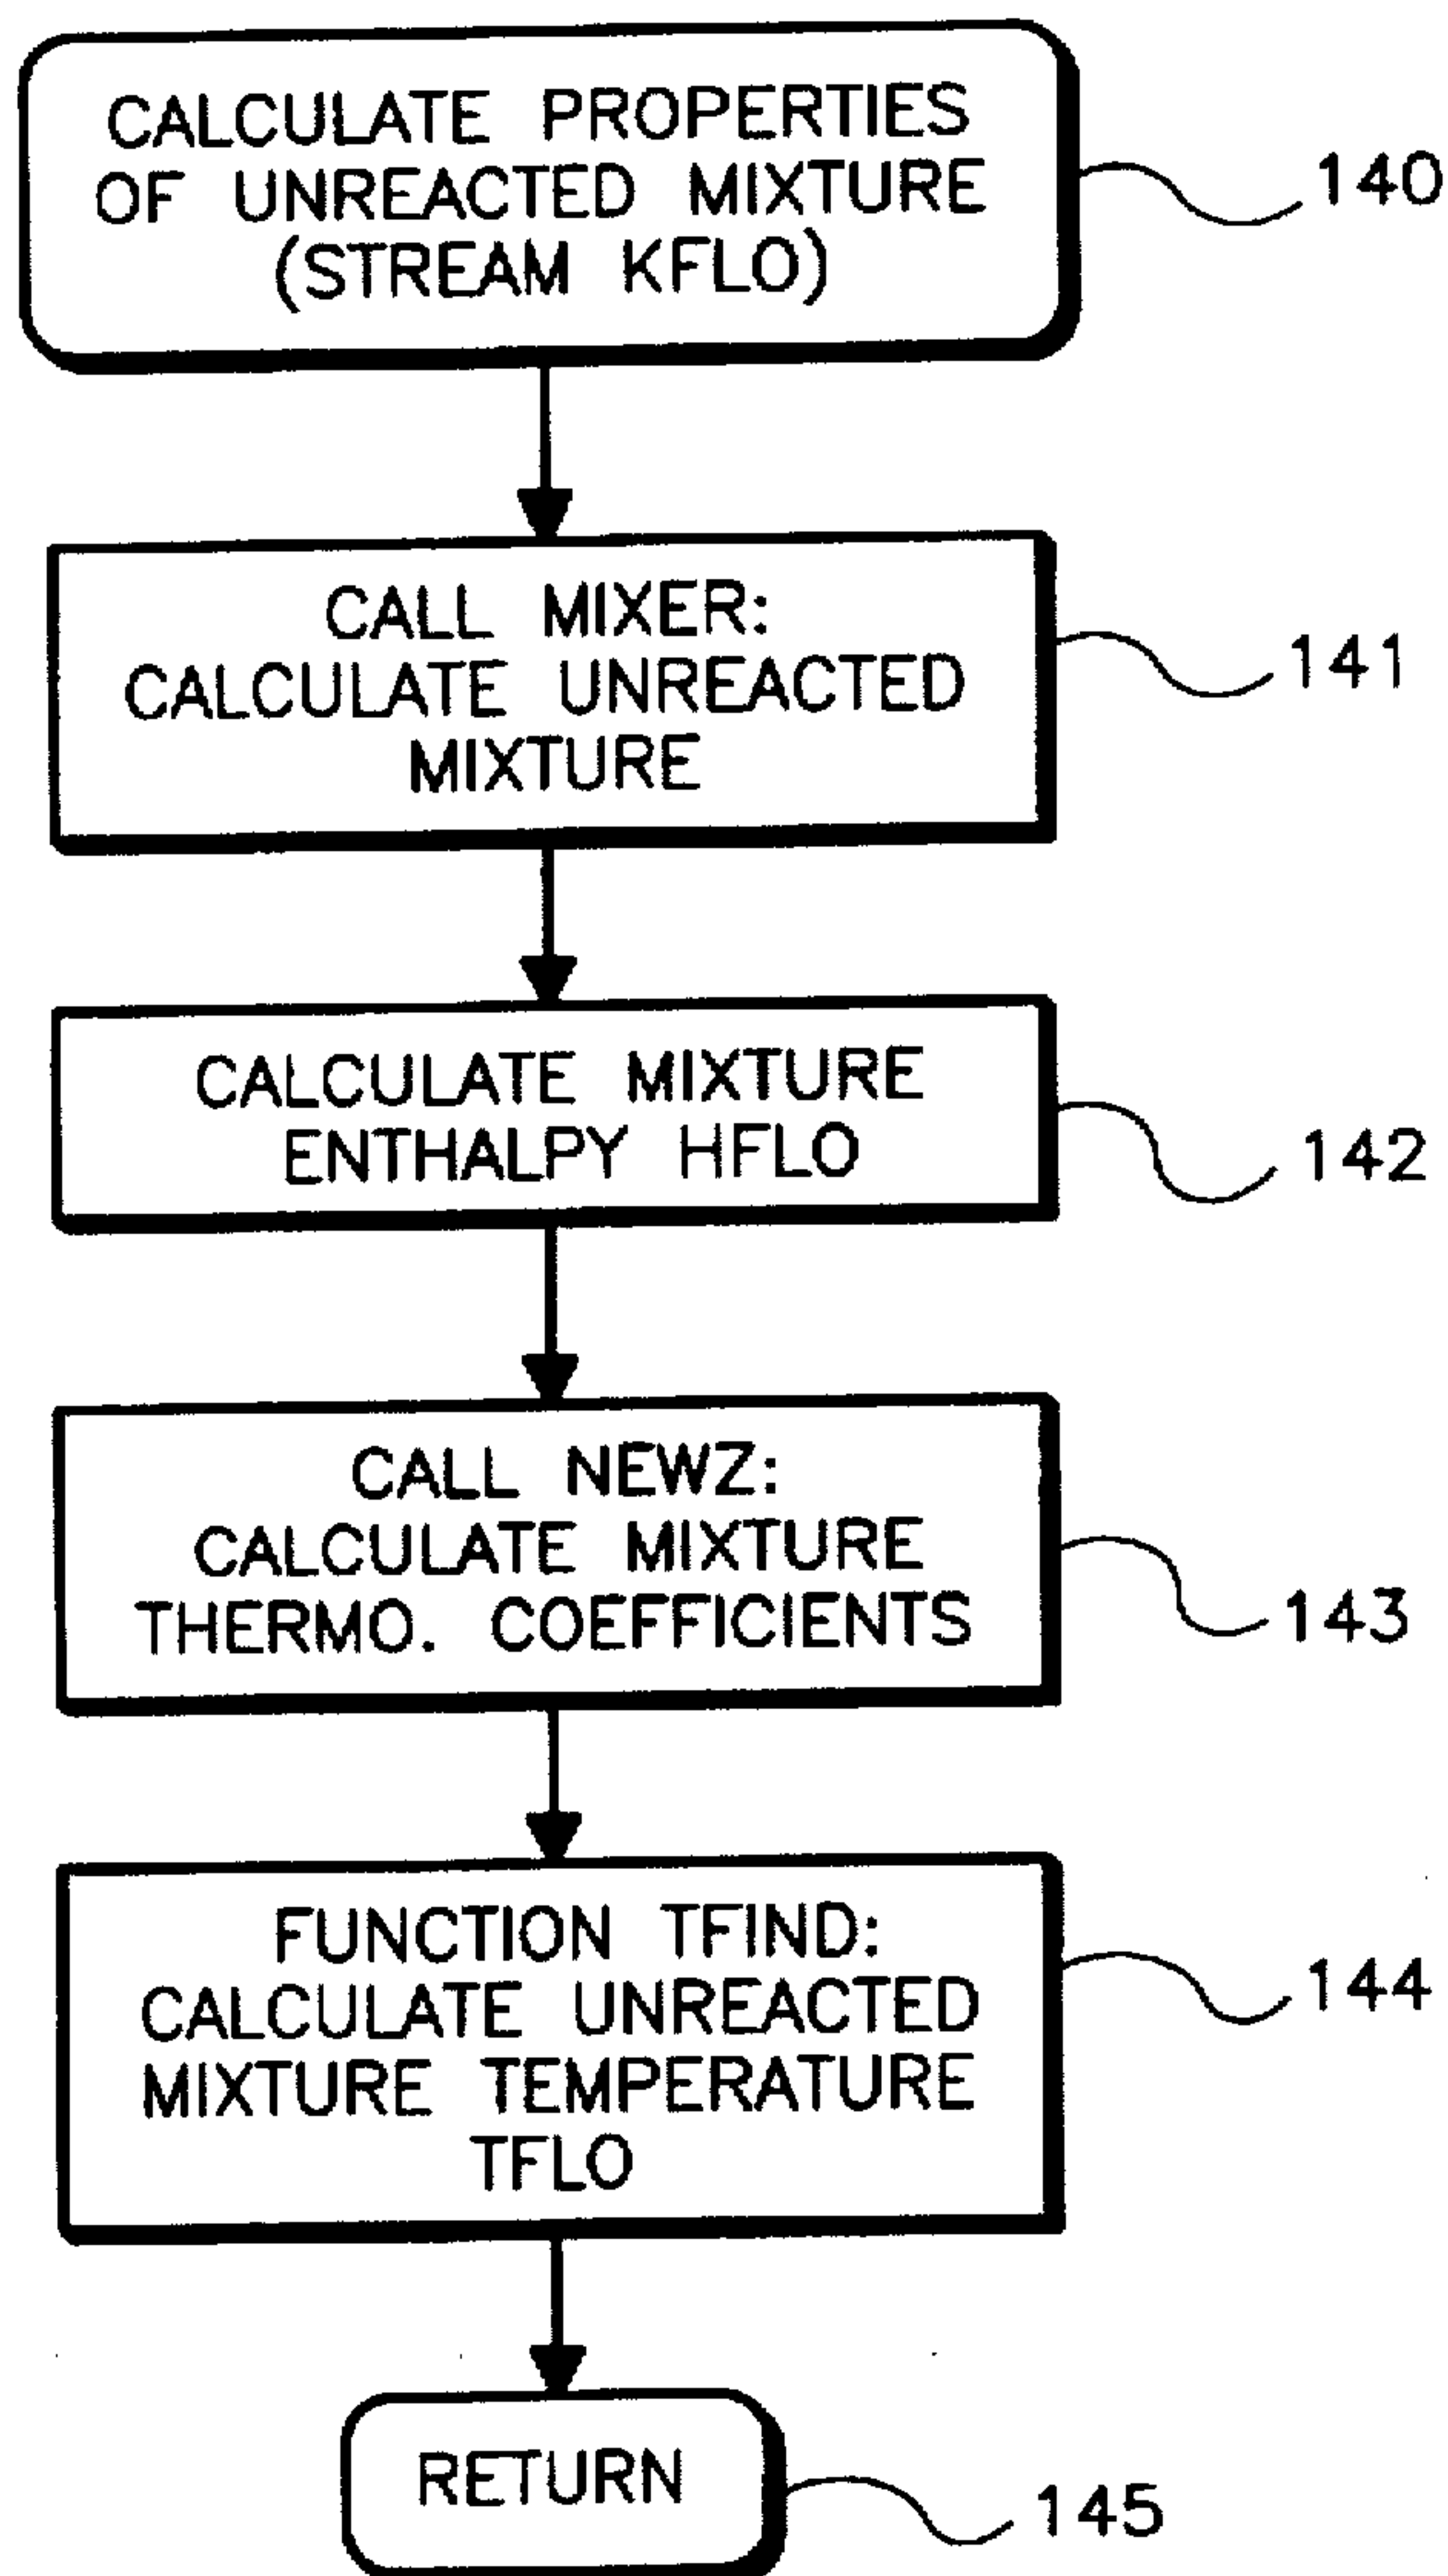 CALCULATE PROPERTIES
OF UNREACTED MIXTURE
(STREAM KFLO)
140
CALL MIXER:
CALCULATE UNREACTED
MIXTURE
141
CALCULATE MIXTURE
ENTHALPY HFLO
142
CALL NEWZ:
CALCULATE MIXTURE
THERMO. COEFFICIENTS
143
FUNCTION TFIND:
CALCULATE UNREACTED
MIXTURE TEMPERATURE
TFLO
144
RETURN
145